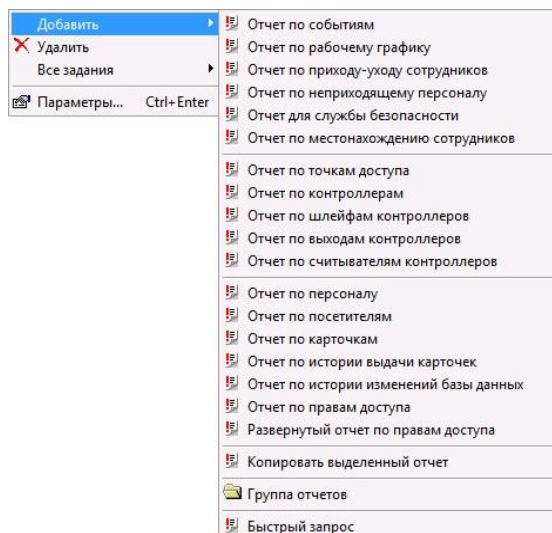 Добавить
Удалить
Все задания
Параметры... Ctrl+Enter
Отчет по событиям
Отчет по рабочему графику
Отчет по приходу-уходу сотрудников
Отчет по неприходящему персоналу
Отчет для службы безопасности
Отчет по местонахождению сотрудников
Отчет по точкам доступа
Отчет по контроллерам
Отчет по шлейфам контроллеров
Отчет по выходам контроллеров
Отчет по считывателям контроллеров
Отчет по персоналу
Отчет по посетителям
Отчет по карточкам
Отчет по истории выдачи карточек
Отчет по истории изменений базы данных
Отчет по правам доступа
Развернутый отчет по правам доступа
Копировать выделенный отчет
Группа отчетов
Быстрый запрос